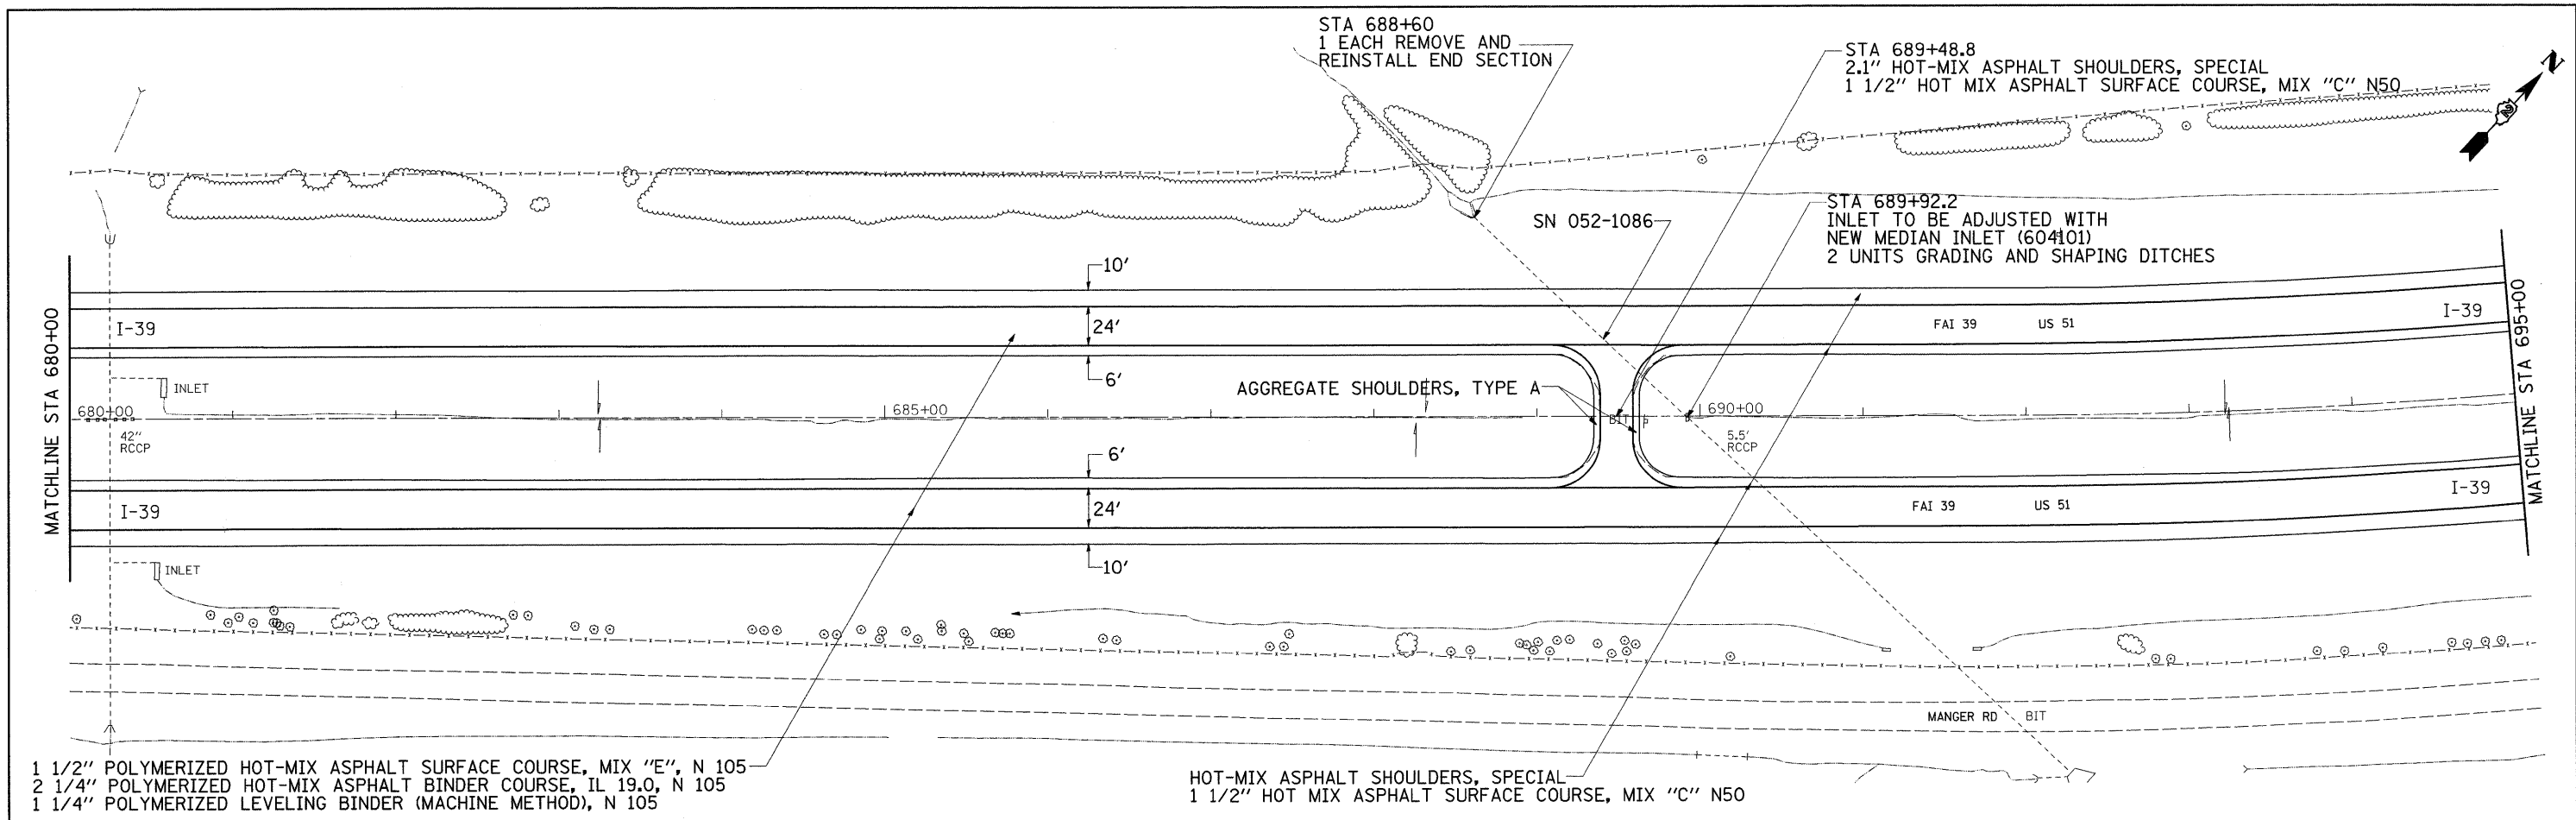 STA 688+60
1 EACH REMOVE AND
REINSTALL END SECTION
STA 689+48.8
2.1" HOT-MIX ASPHALT SHOULDERS, SPECIAL
1 1/2" HOT MIX ASPHALT SURFACE COURSE, MIX "C" N50
N
SN 052-1086
STA 689+92.2
INLET TO BE ADJUSTED WITH
NEW MEDIAN INLET (604101)
2 UNITS GRADING AND SHAPING DITCHES
MATCHLINE STA 680+00
10'
I-39
24'
6'
FAI 39
US 51
I-39
MATCHLINE STA 695+00
INLET
AGGREGATE SHOULDERS, TYPE A
680+00
685+00
690+00
BIT
42"
RCCP
5.5'
RCCP
6'
I-39
24'
10'
FAI 39
US 51
I-39
INLET
MANGER RD
BIT
1 1/2" POLYMERIZED HOT-MIX ASPHALT SURFACE COURSE, MIX "E", N 105
2 1/4" POLYMERIZED HOT-MIX ASPHALT BINDER COURSE, IL 19.0, N 105
1 1/4" POLYMERIZED LEVELING BINDER (MACHINE METHOD), N 105
HOT-MIX ASPHALT SHOULDERS, SPECIAL
1 1/2" HOT MIX ASPHALT SURFACE COURSE, MIX "C" N50